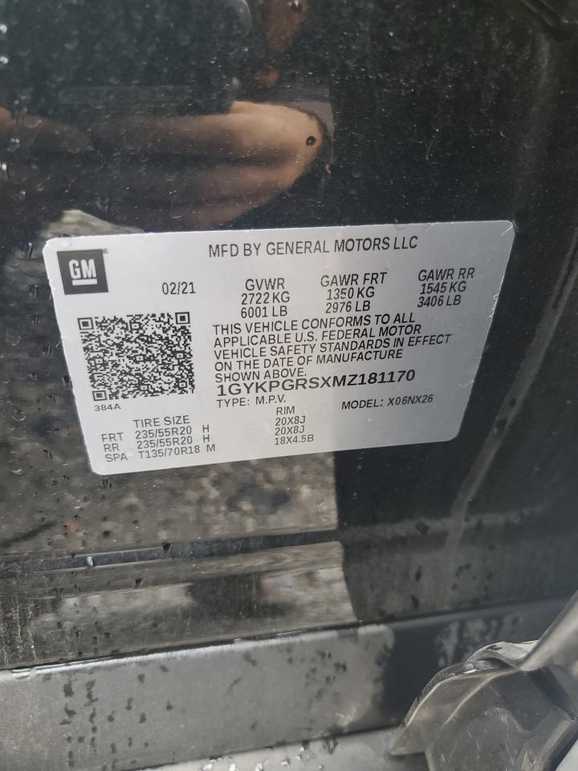 GM
MFD BY GENERAL MOTORS LLC
02/21 GVWR GAWR FRT GAWR RR
2722 KG 1350 KG 1545 KG
6001 LB 2976 LB 3406 LB
THIS VEHICLE CONFORMS TO ALL
APPLICABLE U.S. FEDERAL MOTOR
VEHICLE SAFETY STANDARDS IN EFFECT
ON THE DATE OF MANUFACTURE
SHOWN ABOVE.
1GYKPGRSXMZ181170
384A
TYPE: M.P.V. MODEL: X06NX26
TIRE SIZE RIM
FRT 235/55R20 H 20X8J
RR 235/55R20 H 20X8J
SPA T135/70R18 M 18X4.5B